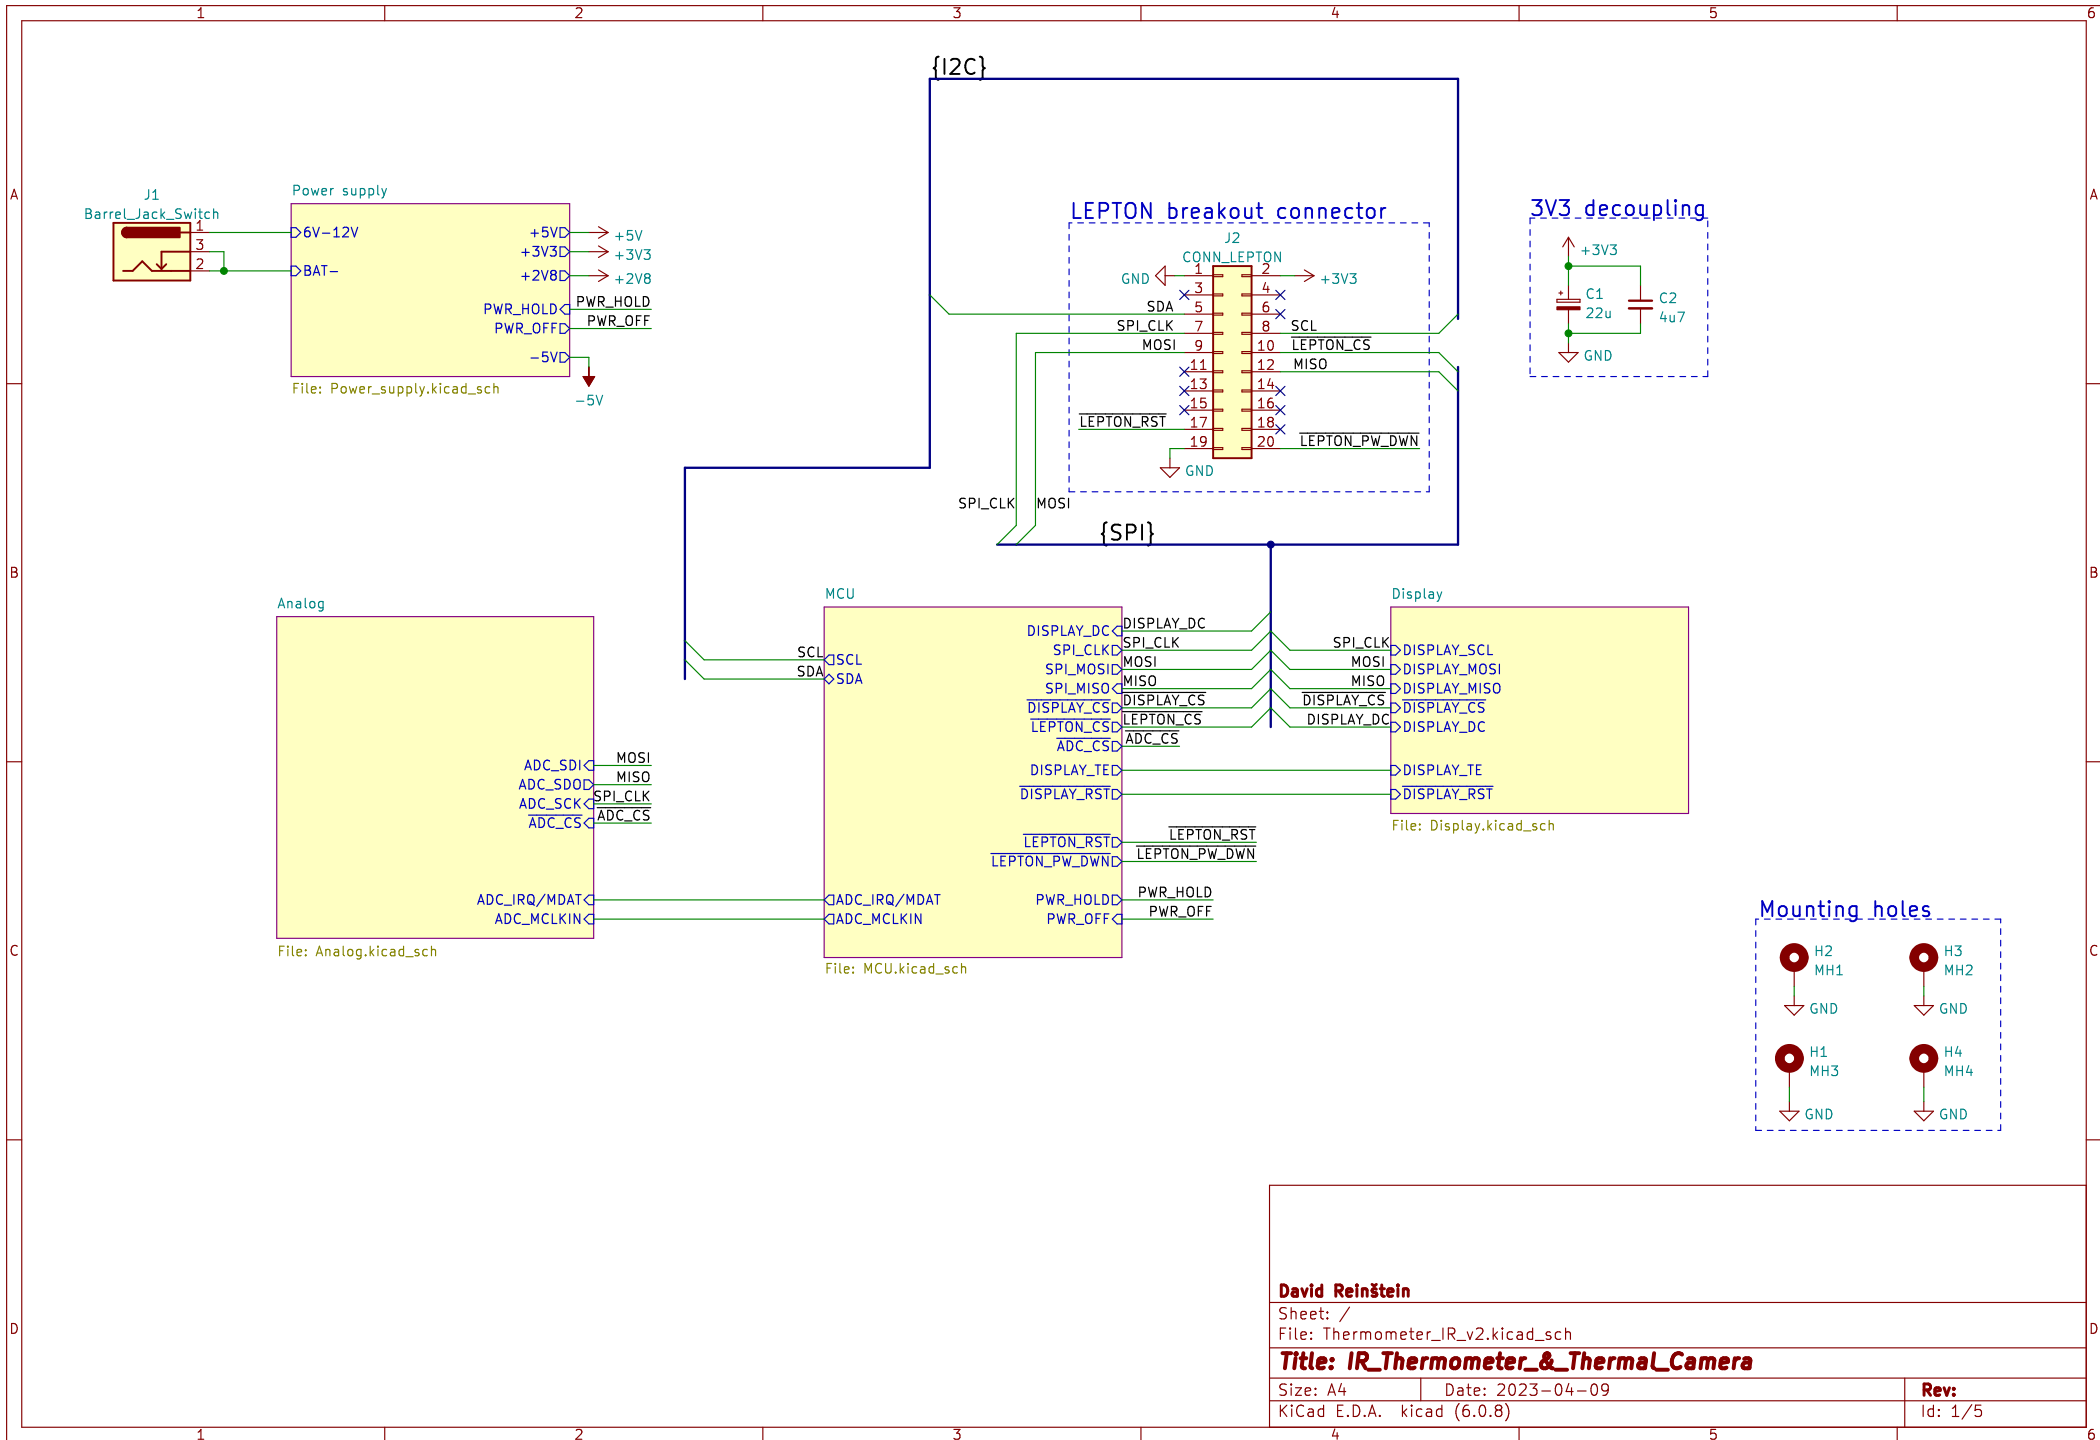 1 2 3 4 5 6
A
B
C
D
A
B
C
D
1 2 3 4 5 6
{I2C}
J1
Barrel_Jack_Switch
1
3
2
Power supply
6V-12V
BAT-
+5V
+3V3
+2V8
PWR_HOLD
PWR_OFF
-5V
+5V
+3V3
+2V8
PWR_HOLD
PWR_OFF
-5V
File: Power_supply.kicad_sch
LEPTON breakout connector
J2
CONN_LEPTON
GND 1 2 +3V3
3 4
SDA 5 6
SPI_CLK 7 8 SCL
MOSI 9 10 LEPTON_CS
11 12 MISO
13 14
15 16
LEPTON_RST 17 18
19 20 LEPTON_PW_DWN
GND
SPI_CLK MOSI
{SPI}
3V3 decoupling
+3V3
C1
22u
C2
4u7
GND
Analog
ADC_SDI MOSI
ADC_SDO MISO
ADC_SCK SPI_CLK
ADC_CS ADC_CS
ADC_IRQ/MDAT
ADC_MCLKIN
File: Analog.kicad_sch
MCU
SCL SCL
SDA SDA
ADC_IRQ/MDAT
ADC_MCLKIN
DISPLAY_DC DISPLAY_DC
SPI_CLK SPI_CLK
SPI_MOSI MOSI
SPI_MISO MISO
DISPLAY_CS DISPLAY_CS
LEPTON_CS LEPTON_CS
ADC_CS ADC_CS
DISPLAY_TE
DISPLAY_RST
LEPTON_RST LEPTON_RST
LEPTON_PW_DWN LEPTON_PW_DWN
PWR_HOLD PWR_HOLD
PWR_OFF PWR_OFF
File: MCU.kicad_sch
Display
SPI_CLK DISPLAY_SCL
MOSI DISPLAY_MOSI
MISO DISPLAY_MISO
DISPLAY_CS DISPLAY_CS
DISPLAY_DC DISPLAY_DC
DISPLAY_TE
DISPLAY_RST
File: Display.kicad_sch
Mounting holes
H2
MH1
GND
H3
MH2
GND
H1
MH3
GND
H4
MH4
GND
David Reinštein
Sheet: /
File: Thermometer_IR_v2.kicad_sch
Title: IR_Thermometer_&_Thermal_Camera
Size: A4 Date: 2023-04-09 Rev:
KiCad E.D.A. kicad (6.0.8) Id: 1/5